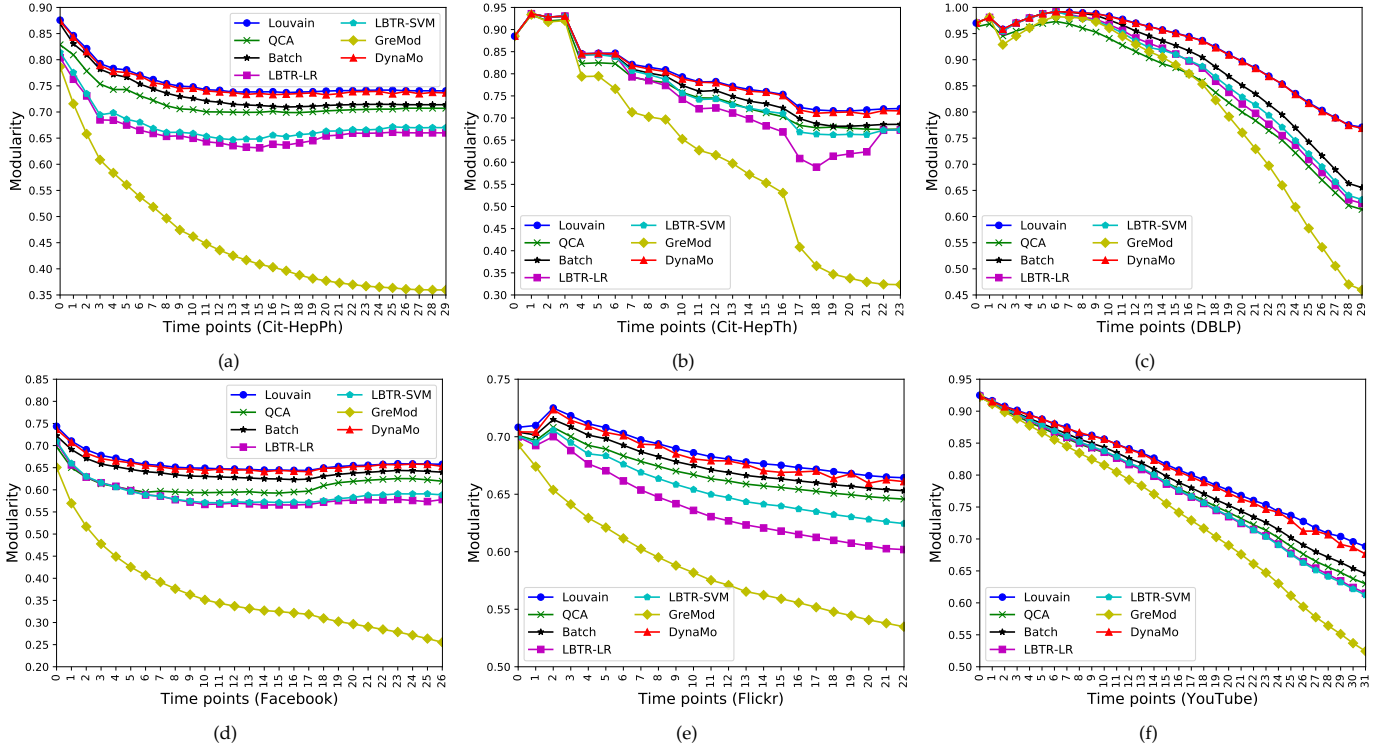 0.90
0.85
0.80
0.75
0.70
0.65
0.60
0.55
0.50
0.45
0.40
0.35
Modularity
Louvain
QCA
Batch
LBTR-LR
LBTR-SVM
GreMod
DynaMo
0 1 2 3 4 5 6 7 8 9 10 11 12 13 14 15 16 17 18 19 20 21 22 23 24 25 26 27 28 29
Time points (Cit-HepPh)
(a)
0.95
0.90
0.85
0.80
0.75
0.70
0.65
0.60
0.55
0.50
0.45
0.40
0.35
0.30
Modularity
Louvain
QCA
Batch
LBTR-LR
LBTR-SVM
GreMod
DynaMo
0 1 2 3 4 5 6 7 8 9 10 11 12 13 14 15 16 17 18 19 20 21 22 23
Time points (Cit-HepTh)
(b)
1.00
0.95
0.90
0.85
0.80
0.75
0.70
0.65
0.60
0.55
0.50
0.45
Modularity
Louvain
QCA
Batch
LBTR-LR
LBTR-SVM
GreMod
DynaMo
0 1 2 3 4 5 6 7 8 9 10 11 12 13 14 15 16 17 18 19 20 21 22 23 24 25 26 27 28 29
Time points (DBLP)
(c)
0.85
0.80
0.75
0.70
0.65
0.60
0.55
0.50
0.45
0.40
0.35
0.30
0.25
0.20
Modularity
Louvain
QCA
Batch
LBTR-LR
LBTR-SVM
GreMod
DynaMo
0 1 2 3 4 5 6 7 8 9 10 11 12 13 14 15 16 17 18 19 20 21 22 23 24 25 26
Time points (Facebook)
(d)
0.75
0.70
0.65
0.60
0.55
0.50
Modularity
Louvain
QCA
Batch
LBTR-LR
LBTR-SVM
GreMod
DynaMo
0 1 2 3 4 5 6 7 8 9 10 11 12 13 14 15 16 17 18 19 20 21 22
Time points (Flickr)
(e)
0.95
0.90
0.85
0.80
0.75
0.70
0.65
0.60
0.55
0.50
Modularity
Louvain
QCA
Batch
LBTR-LR
LBTR-SVM
GreMod
DynaMo
0 1 2 3 4 5 6 7 8 9 10 11 12 13 14 15 16 17 18 19 20 21 22 23 24 25 26 27 28 29 30 31
Time points (YouTube)
(f)